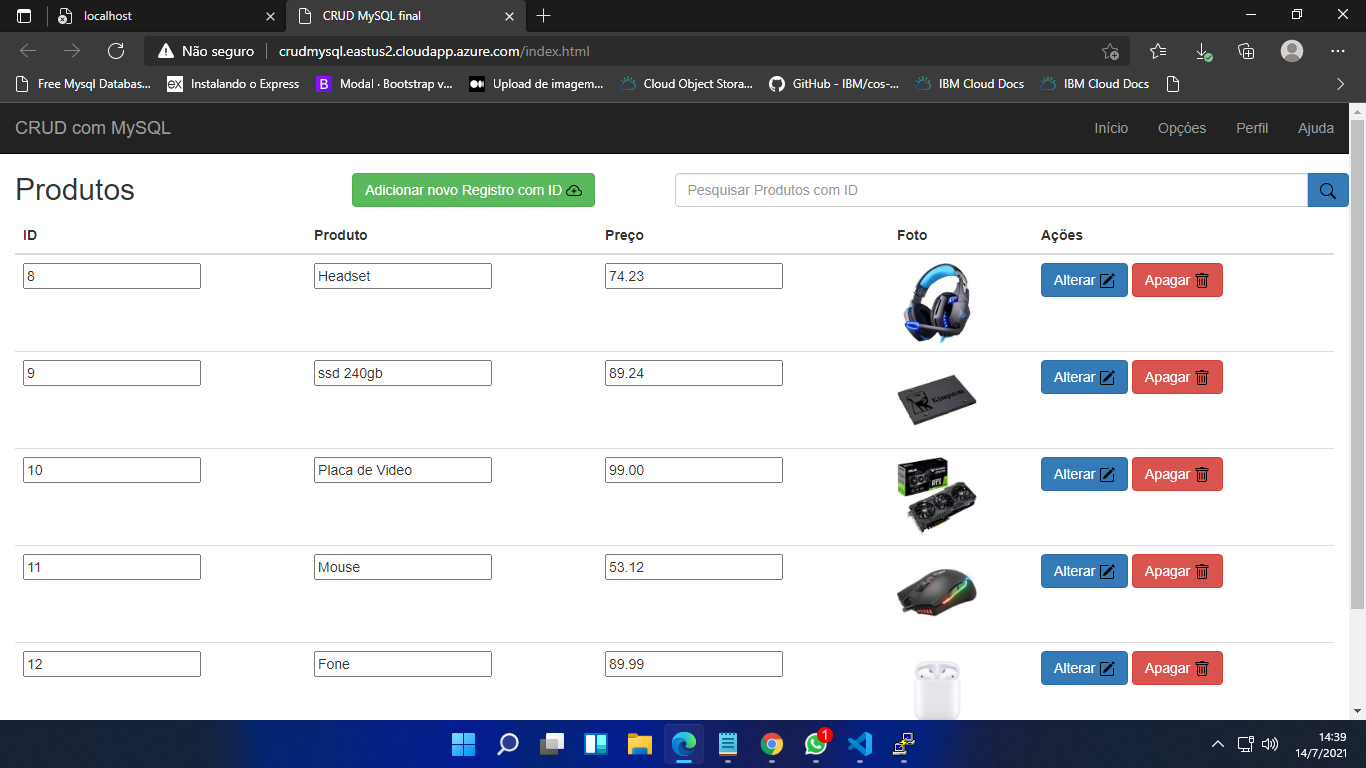 localhost
CRUD MySQL final
Não seguro
crudmysql.eastus2.cloudapp.azure.com/index.html
Free Mysql Databas...
ex Instalando o Express
B Modal · Bootstrap v...
Upload de imagem...
Cloud Object Stora...
GitHub - IBM/cos-...
IBM Cloud Docs
IBM Cloud Docs
CRUD com MySQL
Início
Opções
Perfil
Ajuda
Produtos
Adicionar novo Registro com ID
Pesquisar Produtos com ID
ID Produto Preço Foto Ações
8 Headset 74.23 Alterar Apagar
9 ssd 240gb 89.24 Alterar Apagar
Kingston
10 Placa de Video 99.00 Alterar Apagar
RTX
11 Mouse 53.12 Alterar Apagar
12 Fone 89.99 Alterar Apagar
1
14:39
14/7/2021